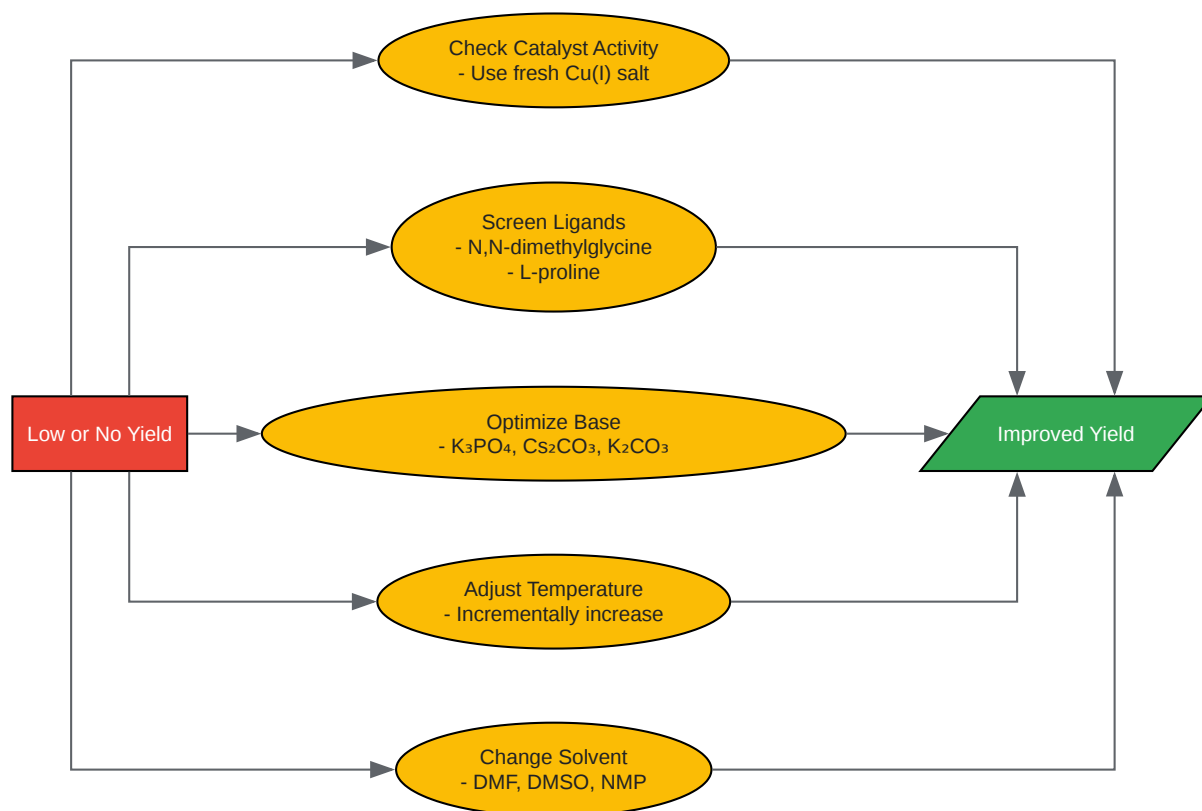 Check Catalyst Activity
- Use fresh Cu(I) salt
Screen Ligands
- N,N-dimethylglycine
- L-proline
Low or No Yield
Optimize Base
- K₃PO₄, Cs₂CO₃, K₂CO₃
Improved Yield
Adjust Temperature
- Incrementally increase
Change Solvent
- DMF, DMSO, NMP